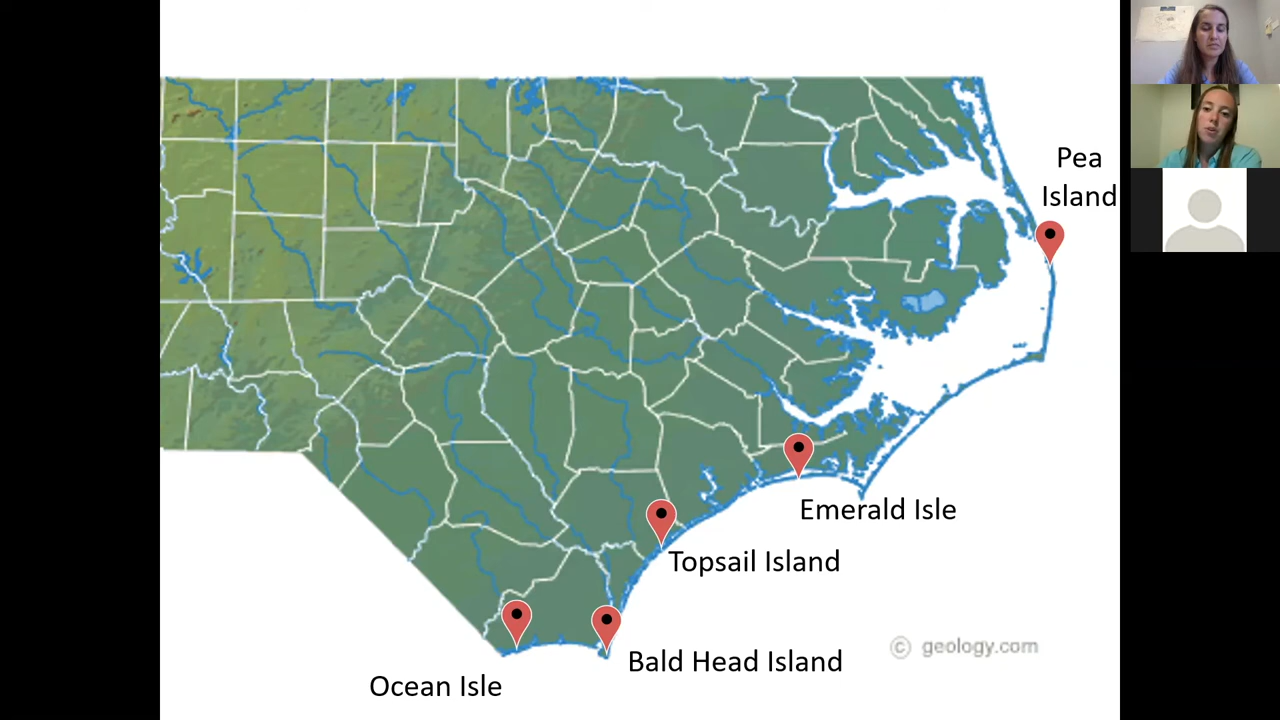 Pea
Island
Emerald Isle
Topsail Island
Bald Head Island
© geology.com
Ocean Isle